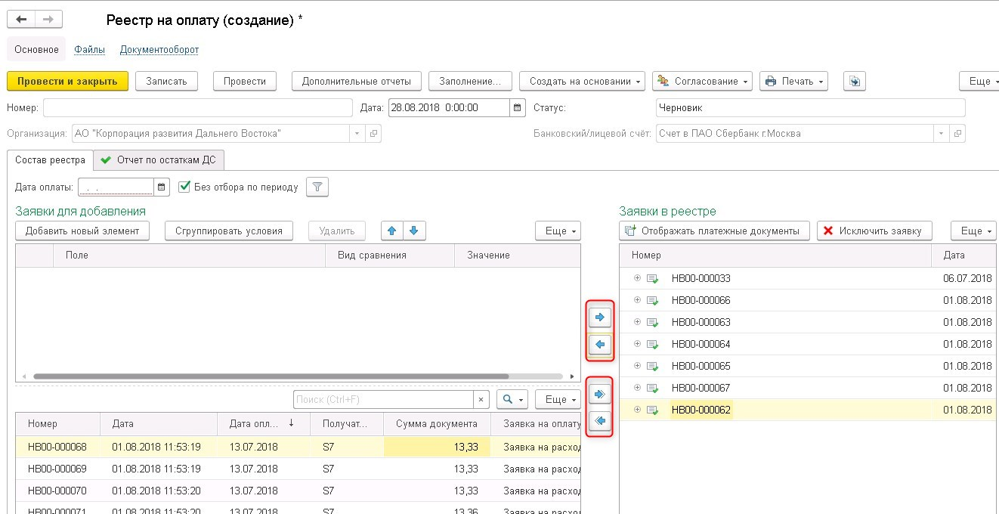 Реестр на оплату (создание) *
Основное Файлы Документооборот
Провести и закрыть Записать Провести Дополнительные отчеты Заполнение... Создать на основании Согласование Печать Еще
Номер: Дата: 28.08.2018 0:00:00 Статус: Черновик
Организация: АО "Корпорация развития Дальнего Востока" Банковский/лицевой счёт: Счет в ПАО Сбербанк г.Москва
Состав реестра Отчет по остаткам ДС
Дата оплаты: . . Без отбора по периоду
Заявки для добавления Заявки в реестре
Добавить новый элемент Сгруппировать условия Удалить Еще Отображать платежные документы Исключить заявку Еще
Поле Вид сравнения Значение Номер Дата
НВ00-000033 06.07.2018
НВ00-000066 01.08.2018
НВ00-000063 01.08.2018
НВ00-000064 01.08.2018
НВ00-000065 01.08.2018
НВ00-000067 01.08.2018
Поиск (Ctrl+F) Еще
НВ00-000062 01.08.2018
Номер Дата Дата опл... Получат... Сумма документа Заявка на оплату
НВ00-000068 01.08.2018 11:53:19 13.07.2018 S7 13,33 Заявка на расход
НВ00-000069 01.08.2018 11:53:19 13.07.2018 S7 13,33 Заявка на расход
НВ00-000070 01.08.2018 11:53:20 13.07.2018 S7 13,33 Заявка на расход
НВ00-000071 01.08.2018 11:53:20 13.07.2018 S7 13,36 Заявка на расход